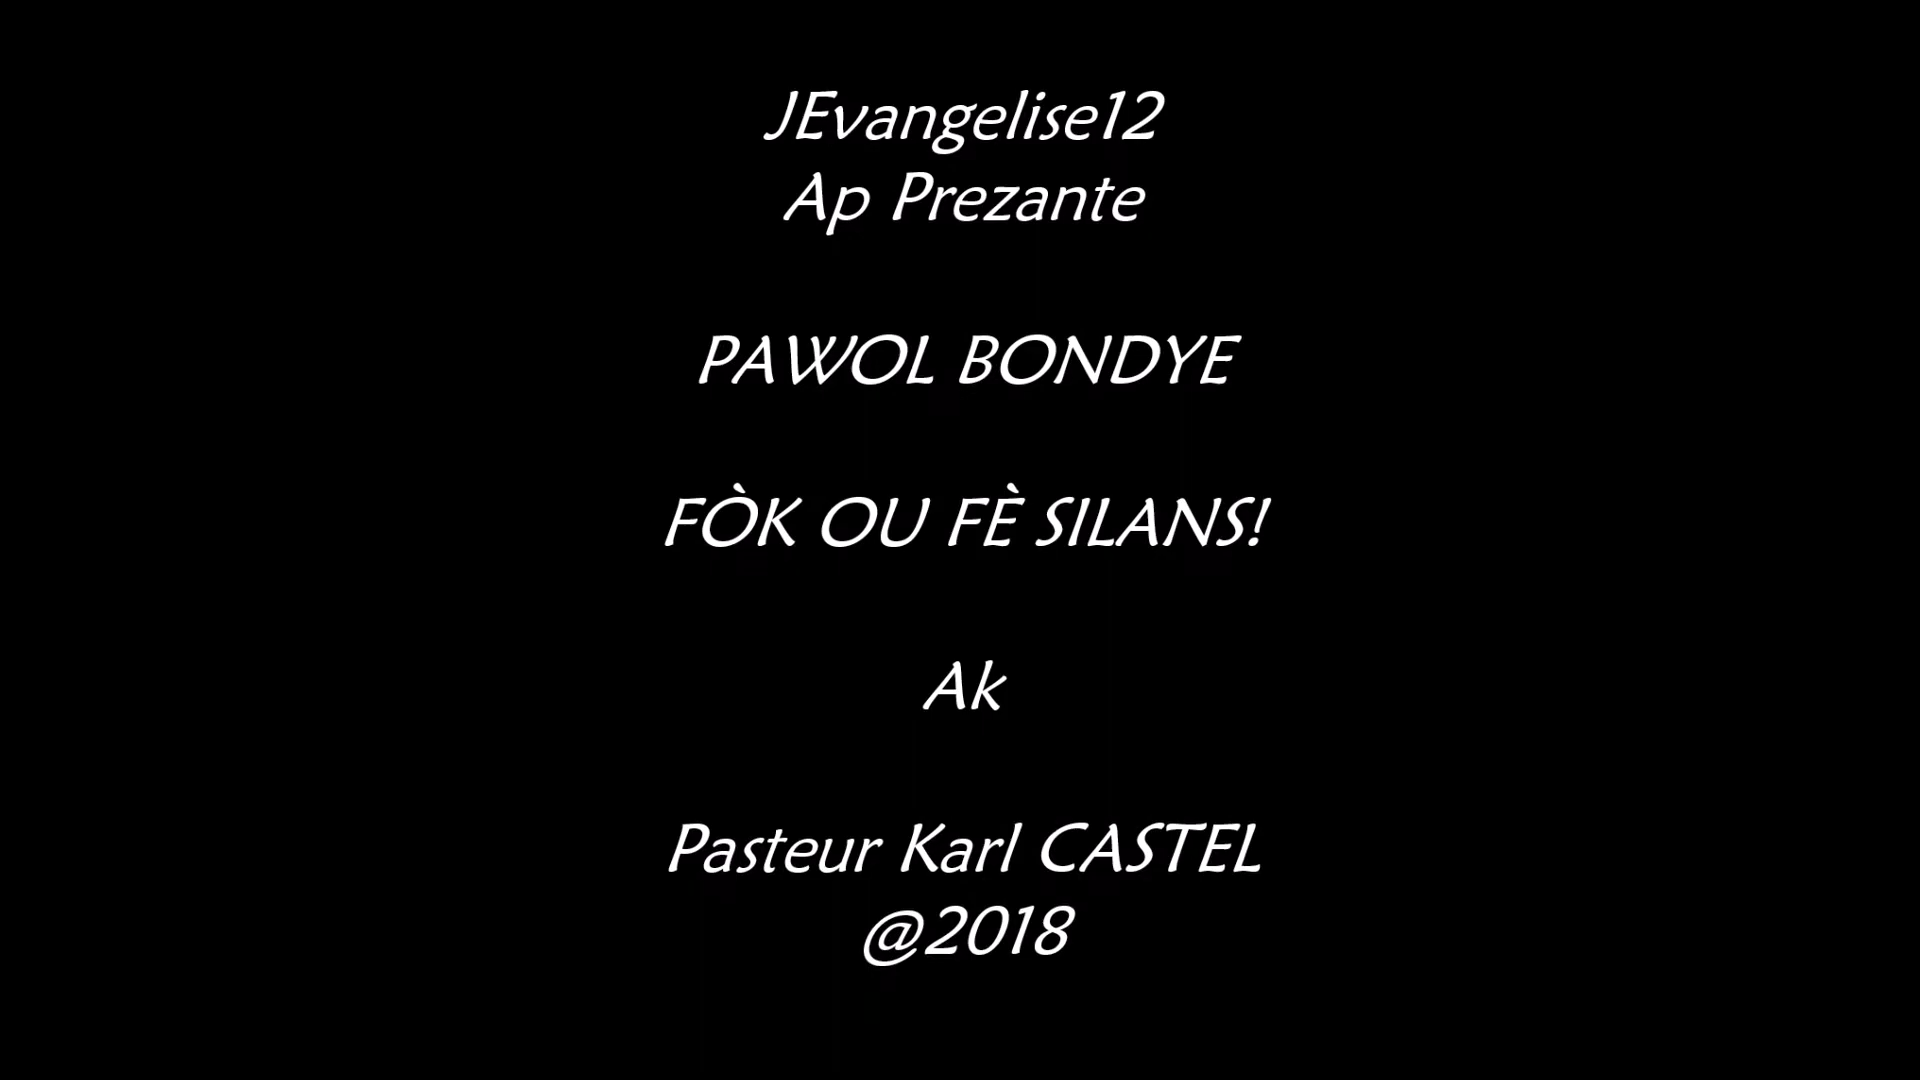 JEvangelise12
Ap Prezante
PAWOL BONDYE
FÒK OU FÈ SILANS!
Ak
Pasteur Karl CASTEL
@2018